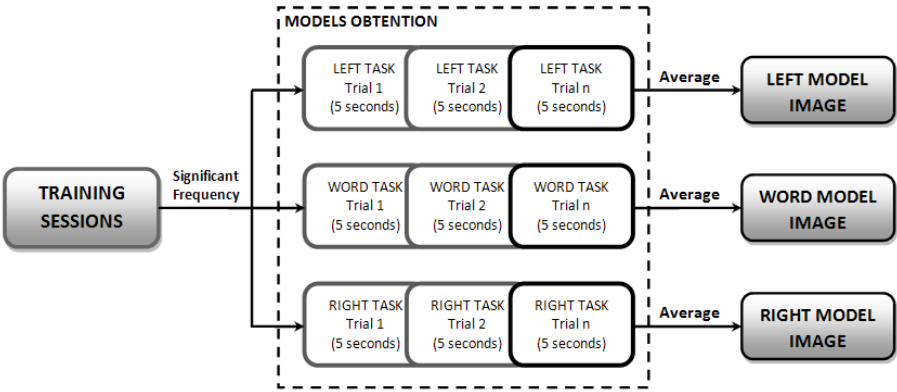 MODELS OBTENTION
TRAINING
SESSIONS
Significant
Frequency
LEFT TASK
Trial 1
(5 seconds)
LEFT TASK
Trial 2
(5 seconds)
LEFT TASK
Trial n
(5 seconds)
Average
LEFT MODEL
IMAGE
WORD TASK
Trial 1
(5 seconds)
WORD TASK
Trial 2
(5 seconds)
WORD TASK
Trial n
(5 seconds)
Average
WORD MODEL
IMAGE
RIGHT TASK
Trial 1
(5 seconds)
RIGHT TASK
Trial 2
(5 seconds)
RIGHT TASK
Trial n
(5 seconds)
Average
RIGHT MODEL
IMAGE